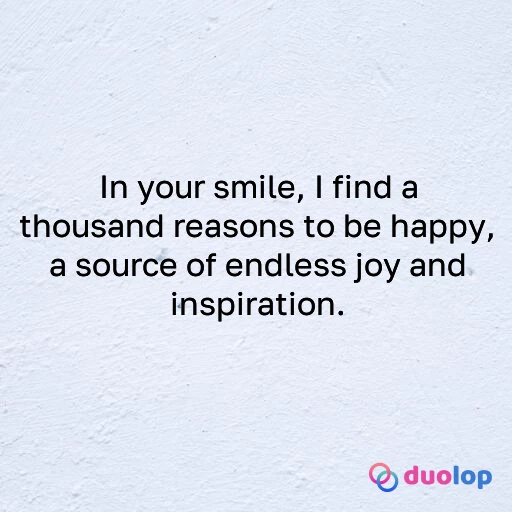 In your smile, I find a
thousand reasons to be happy,
a source of endless joy and
inspiration.
duolop